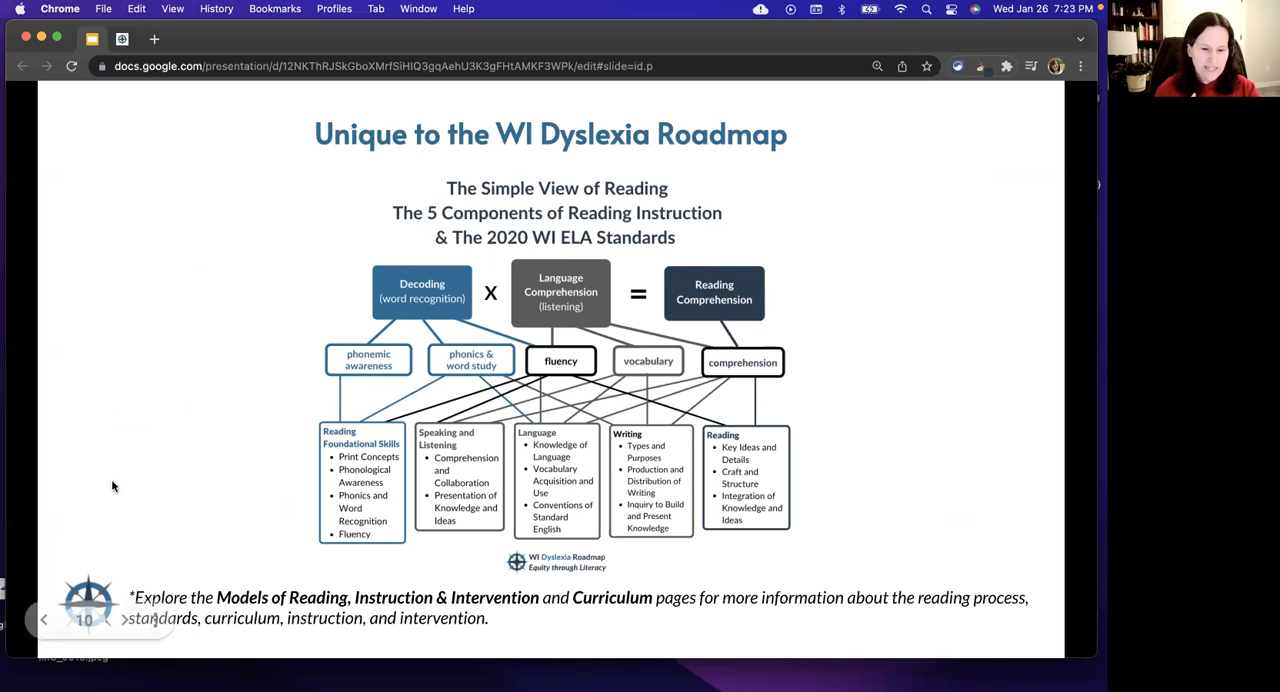 Chrome File Edit View History Bookmarks Profiles Tab Window Help Wed Jan 26 7:23 PM
docs.google.com/presentation/d/12NKThRJSkGboXMrfSiHIQ3gqAehU3K3gFHtAMKF3WPk/edit#slide=id.p
Unique to the WI Dyslexia Roadmap
The Simple View of Reading
The 5 Components of Reading Instruction
& The 2020 WI ELA Standards
Decoding
(word recognition)
X
Language
Comprehension
(listening)
=
Reading
Comprehension
phonemic
awareness
phonics &
word study
fluency
vocabulary
comprehension
Reading
Foundational Skills
• Print Concepts
• Phonological
Awareness
• Phonics and
Word
Recognition
• Fluency
Speaking and
Listening
• Comprehension
and
Collaboration
• Presentation of
Knowledge and
Ideas
Language
• Knowledge of
Language
• Vocabulary
Acquisition and
Use
• Conventions of
Standard
English
Writing
• Types and
Purposes
• Production and
Distribution of
Writing
• Inquiry to Build
and Present
Knowledge
Reading
• Key Ideas and
Details
• Craft and
Structure
• Integration of
Knowledge and
Ideas
WI Dyslexia Roadmap
Equity through Literacy
*Explore the Models of Reading, Instruction & Intervention and Curriculum pages for more information about the reading process,
standards, curriculum, instruction, and intervention.
10